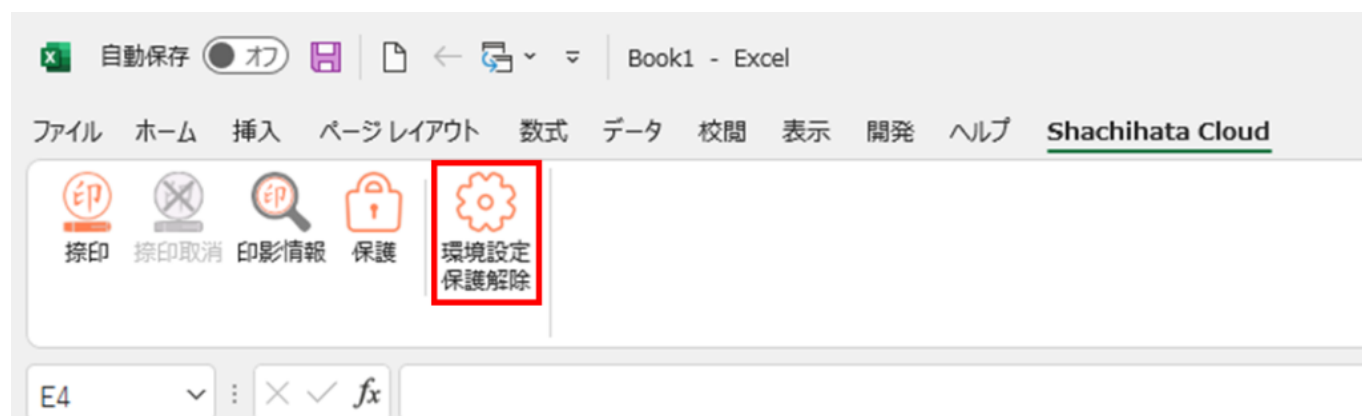 自動保存 オフ Book1 - Excel
ファイル ホーム 挿入 ページ レイアウト 数式 データ 校閲 表示 開発 ヘルプ Shachihata Cloud
印 印
捺印 捺印取消 印影情報 保護 環境設定
保護解除
E4 fx